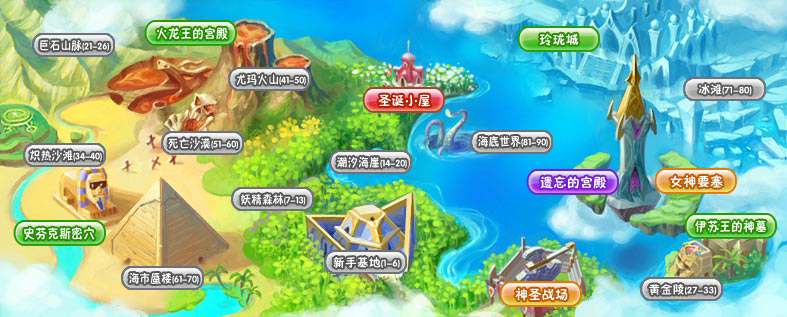 火龙王的宫殿
玲珑城
巨石山脉(21-26)
尤玛火山(41-50)
冰滩(71-80)
圣诞小屋
死亡沙漠(51-60)
海底世界(81-90)
炽热沙滩(34-40)
潮汐海崖(14-20)
遗忘的宫殿
女神要塞
妖精森林(7-13)
史芬克斯密穴
伊苏王的神墓
新手基地(1-6)
海市蜃楼(61-70)
神圣战场
黄金陵(27-33)